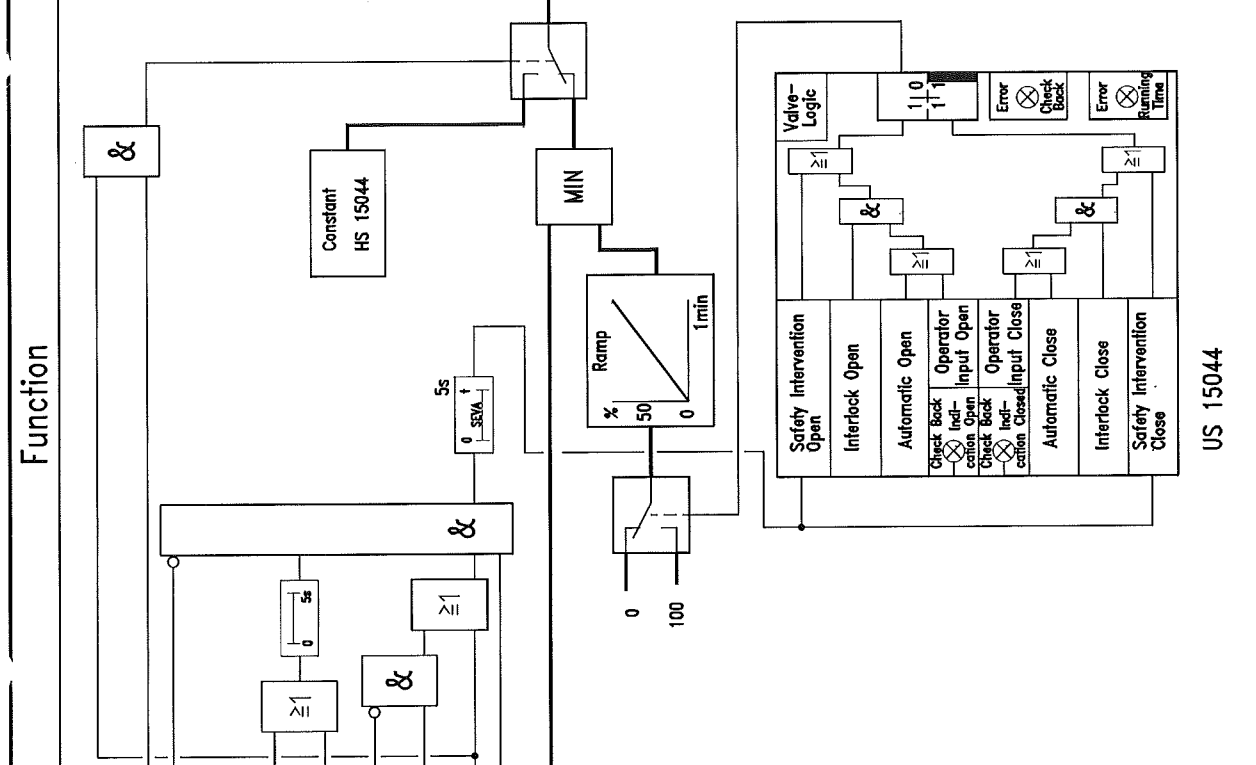 Function
&
Constant
HS 15044
MIN
Ramp
%
50
0
1min
5s
0 SEVA t
&
0 5s
≥1
&
≥1
0
100
Valve-
Logic
1 0
1 1
Error
Check
Back
Error
Running
Time
≥1
&
≥1
≥1
&
≥1
Safety Intervention
Open
Interlock Open
Automatic Open
Operator
Input Open
Check Back
Indi-
cation Open
Operator
Input Close
Check Back
Indi-
cation Closed
Automatic Close
Interlock Close
Safety Intervention
Close
US 15044